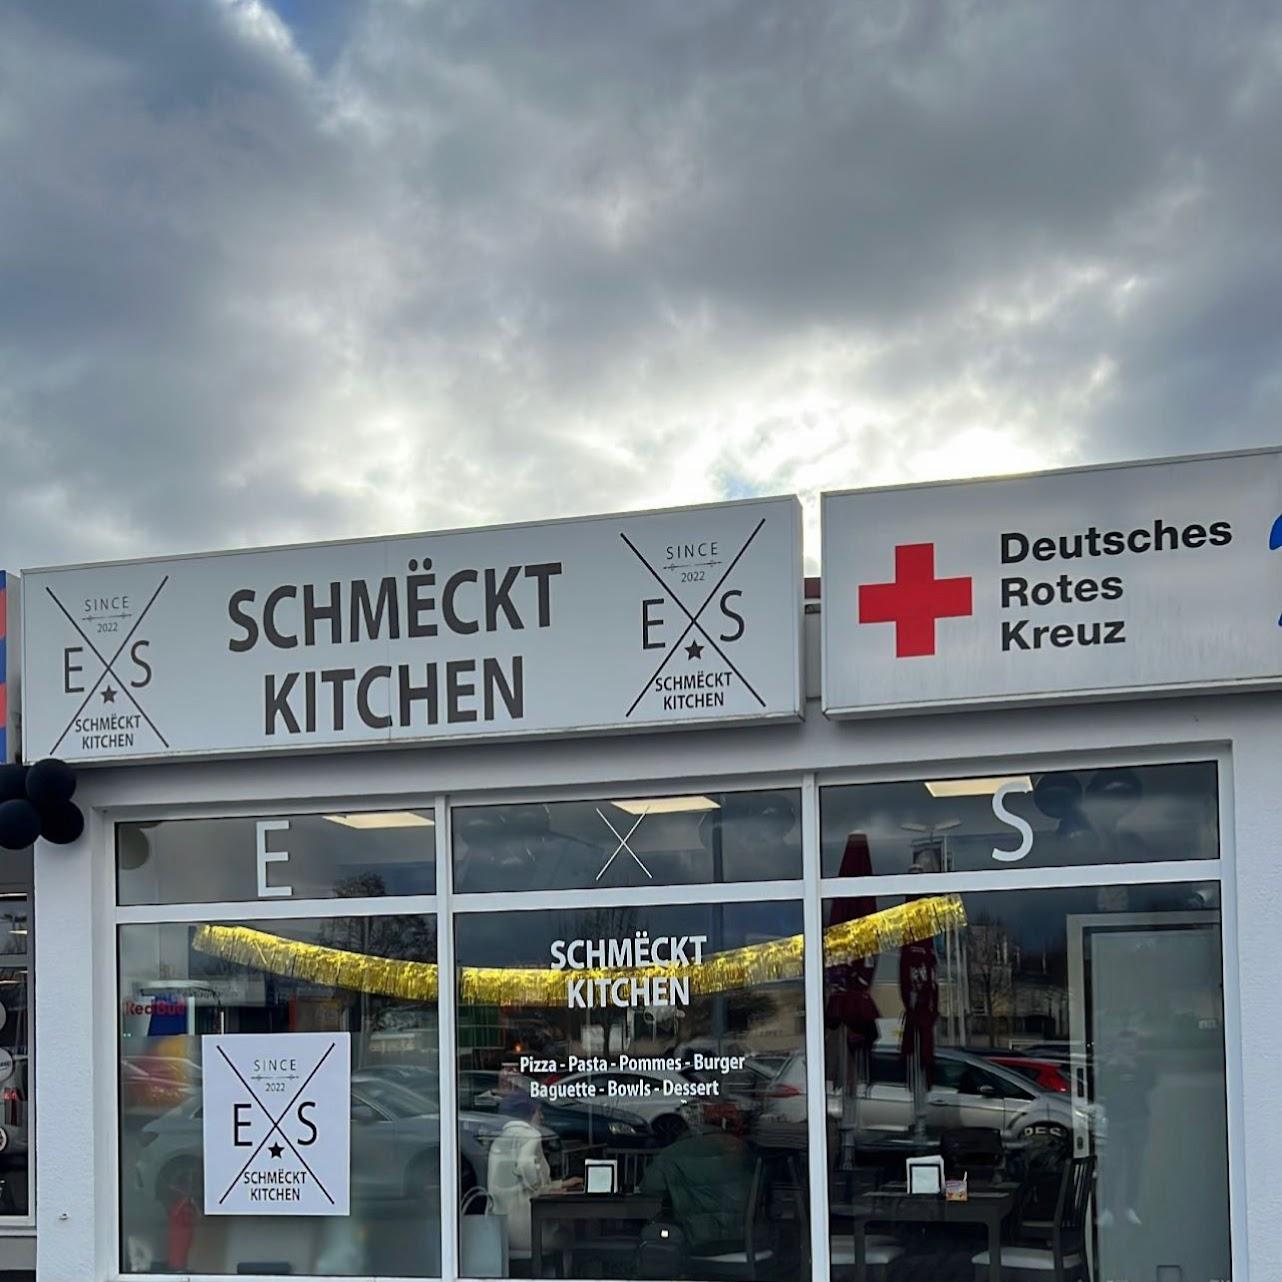 SINCE
2022
E S
SCHMËCKT
KITCHEN
SCHMËCKT
KITCHEN
SINCE
2022
E S
SCHMËCKT
KITCHEN
Deutsches
Rotes
Kreuz
E X S
SCHMËCKT
KITCHEN
Pizza - Pasta - Pommes - Burger
Baguette - Bowls - Dessert
SINCE
2022
E S
SCHMËCKT
KITCHEN